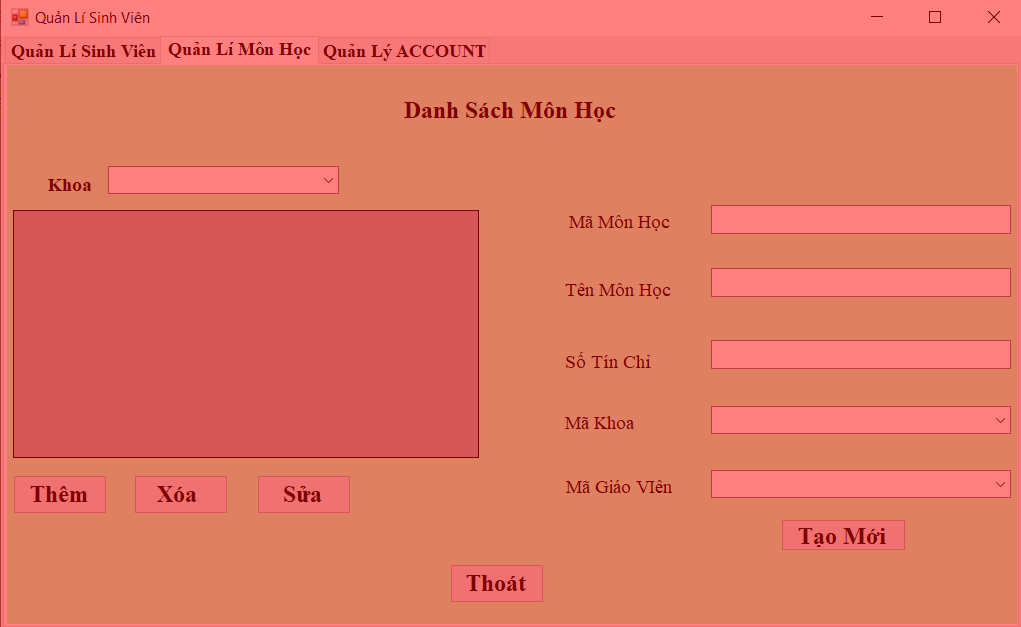 Quản Lí Sinh Viên
Quản Lí Sinh Viên Quản Lí Môn Học Quản Lý ACCOUNT
Danh Sách Môn Học
Khoa
Mã Môn Học
Tên Môn Học
Số Tín Chỉ
Mã Khoa
Mã Giáo VIên
Thêm Xóa Sửa
Tạo Mới
Thoát